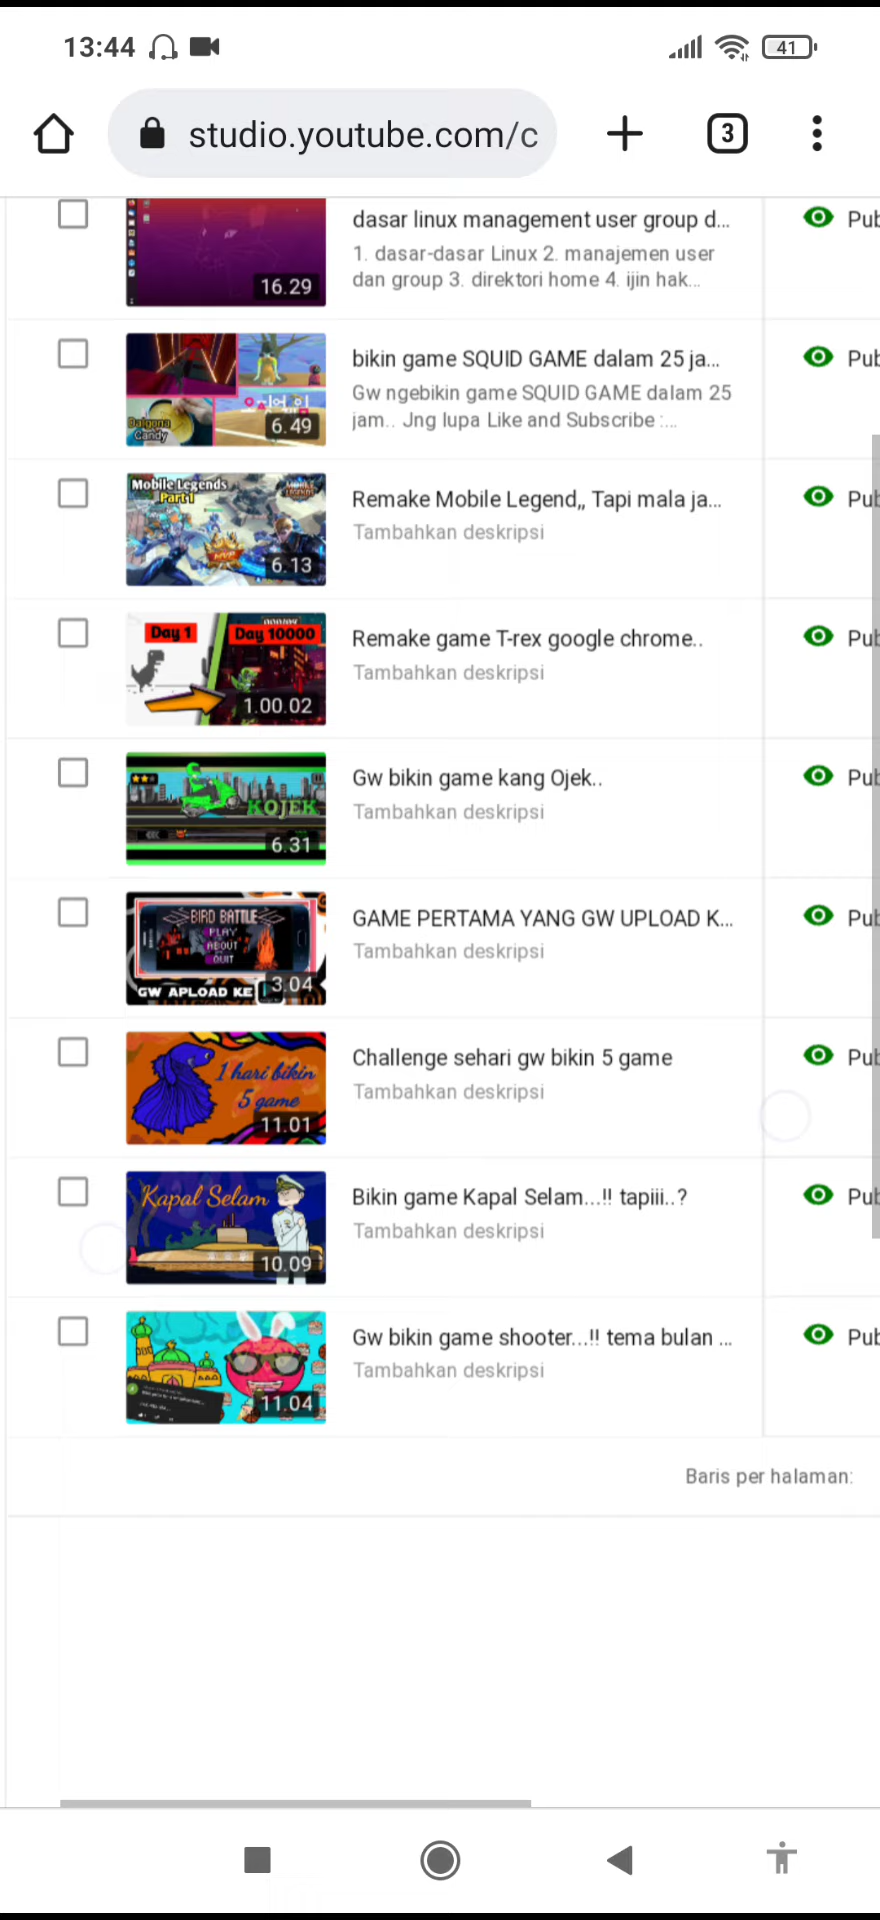 13:44
41
studio.youtube.com/c
3
dasar linux management user group d...
1. dasar-dasar Linux 2. manajemen user
dan group 3. direktori home 4. ijin hak...
16.29
Pub
bikin game SQUID GAME dalam 25 ja...
Gw ngebikin game SQUID GAME dalam 25
jam.. Jng lupa Like and Subscribe :...
Dalgona
Candy
6.49
Pub
Mobile Legends
Part 1
MVP
6.13
Remake Mobile Legend,, Tapi mala ja...
Tambahkan deskripsi
Pub
Day 1
Day 10000
1.00.02
Remake game T-rex google chrome..
Tambahkan deskripsi
Pub
KOJEK
6.31
Gw bikin game kang Ojek..
Tambahkan deskripsi
Pub
BIRD BATTLE
PLAY
ABOUT
QUIT
GW APLOAD KE
3.04
GAME PERTAMA YANG GW UPLOAD K...
Tambahkan deskripsi
Pub
1 hari bikin
5 game
11.01
Challenge sehari gw bikin 5 game
Tambahkan deskripsi
Pub
Kapal Selam
10.09
Bikin game Kapal Selam...!! tapiii..?
Tambahkan deskripsi
Pub
11.04
Gw bikin game shooter...!! tema bulan ...
Tambahkan deskripsi
Pub
Baris per halaman: